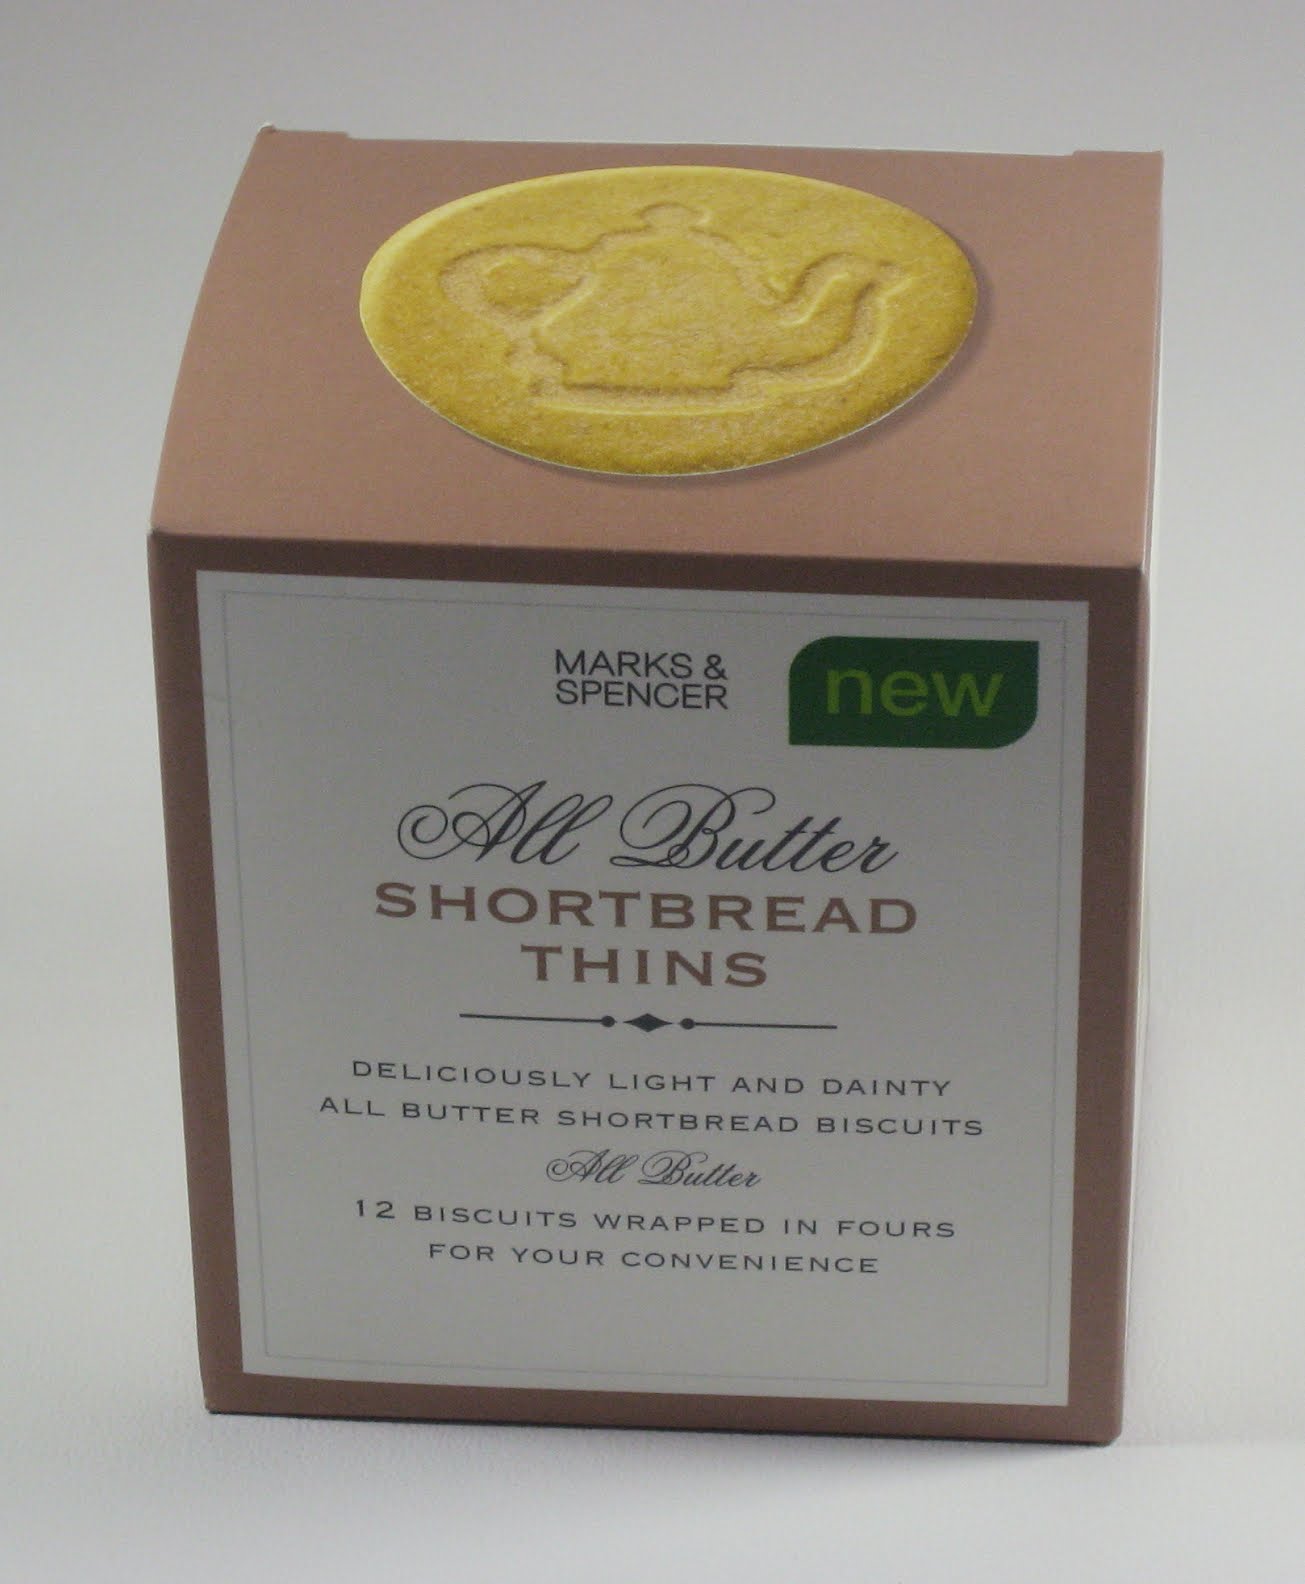 MARKS &
SPENCER
new
All Butter
SHORTBREAD
THINS
DELICIOUSLY LIGHT AND DAINTY
ALL BUTTER SHORTBREAD BISCUITS
All Butter
12 BISCUITS WRAPPED IN FOURS
FOR YOUR CONVENIENCE